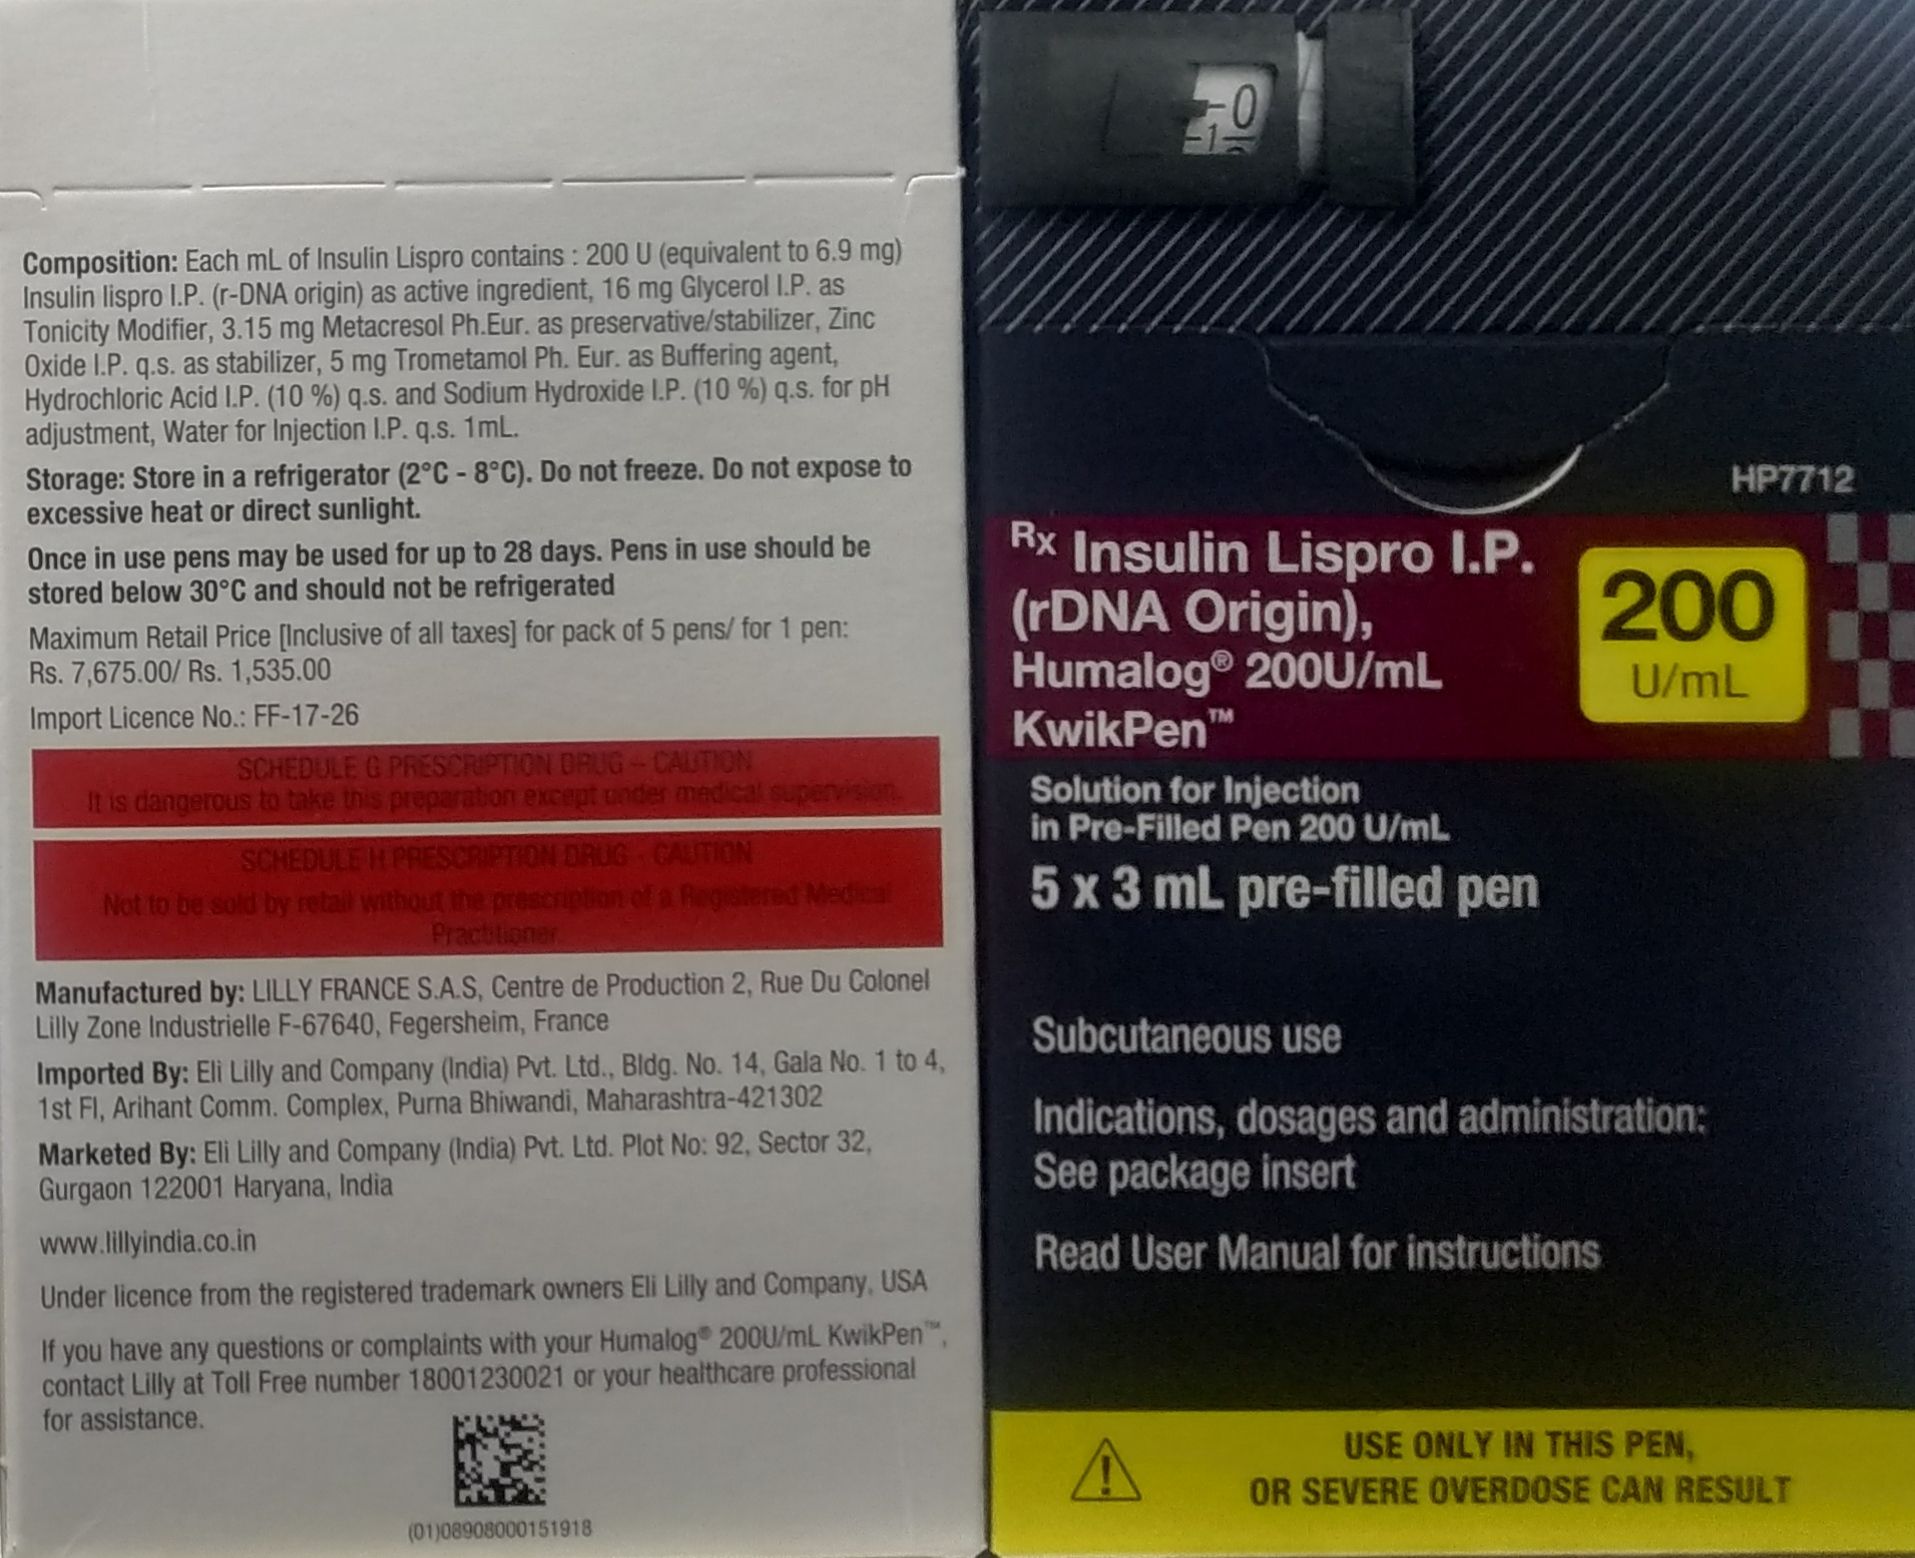 Composition: Each mL of Insulin Lispro contains : 200 U (equivalent to 6.9 mg)
Insulin lispro I.P. (r-DNA origin) as active ingredient, 16 mg Glycerol I.P. as
Tonicity Modifier, 3.15 mg Metacresol Ph.Eur. as preservative/stabilizer, Zinc
Oxide I.P. q.s. as stabilizer, 5 mg Trometamol Ph. Eur. as Buffering agent,
Hydrochloric Acid I.P. (10 %) q.s. and Sodium Hydroxide I.P. (10 %) q.s. for pH
adjustment, Water for Injection I.P. q.s. 1mL.
Storage: Store in a refrigerator (2°C - 8°C). Do not freeze. Do not expose to
excessive heat or direct sunlight.
Once in use pens may be used for up to 28 days. Pens in use should be
stored below 30°C and should not be refrigerated
Maximum Retail Price [Inclusive of all taxes] for pack of 5 pens/ for 1 pen:
Rs. 7,675.00/ Rs. 1,535.00
Import Licence No.: FF-17-26
SCHEDULE G PRESCRIPTION DRUG – CAUTION
It is dangerous to take this preparation except under medical supervision.
SCHEDULE H PRESCRIPTION DRUG - CAUTION
Not to be sold by retail without the prescription of a Registered Medical
Practitioner
Manufactured by: LILLY FRANCE S.A.S, Centre de Production 2, Rue Du Colonel
Lilly Zone Industrielle F-67640, Fegersheim, France
Imported By: Eli Lilly and Company (India) Pvt. Ltd., Bldg. No. 14, Gala No. 1 to 4,
1st Fl, Arihant Comm. Complex, Purna Bhiwandi, Maharashtra-421302
Marketed By: Eli Lilly and Company (India) Pvt. Ltd. Plot No: 92, Sector 32,
Gurgaon 122001 Haryana, India
www.lillyindia.co.in
Under licence from the registered trademark owners Eli Lilly and Company, USA
If you have any questions or complaints with your Humalog® 200U/mL KwikPen™,
contact Lilly at Toll Free number 18001230021 or your healthcare professional
for assistance.
(01)08908000151918
-0
-1
HP7712
Rx Insulin Lispro I.P.
(rDNA Origin),
Humalog® 200U/mL
KwikPen™
200
U/mL
Solution for Injection
in Pre-Filled Pen 200 U/mL
5 x 3 mL pre-filled pen
Subcutaneous use
Indications, dosages and administration:
See package insert
Read User Manual for instructions
USE ONLY IN THIS PEN,
OR SEVERE OVERDOSE CAN RESULT